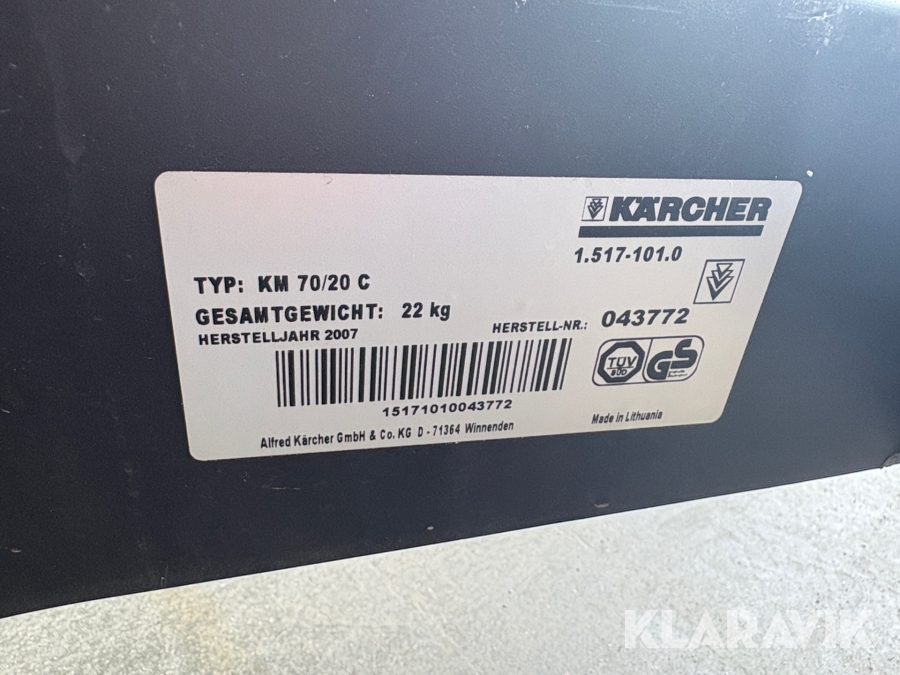 KÄRCHER
1.517-101.0
TYP: KM 70/20 C
GESAMTGEWICHT: 22 kg
HERSTELLJAHR 2007
HERSTELL-NR.: 043772
TÜV
SÜD
GS
15171010043772
Made in Lithuania
Alfred Kärcher GmbH & Co. KG D - 71364 Winnenden
KLARAVIK